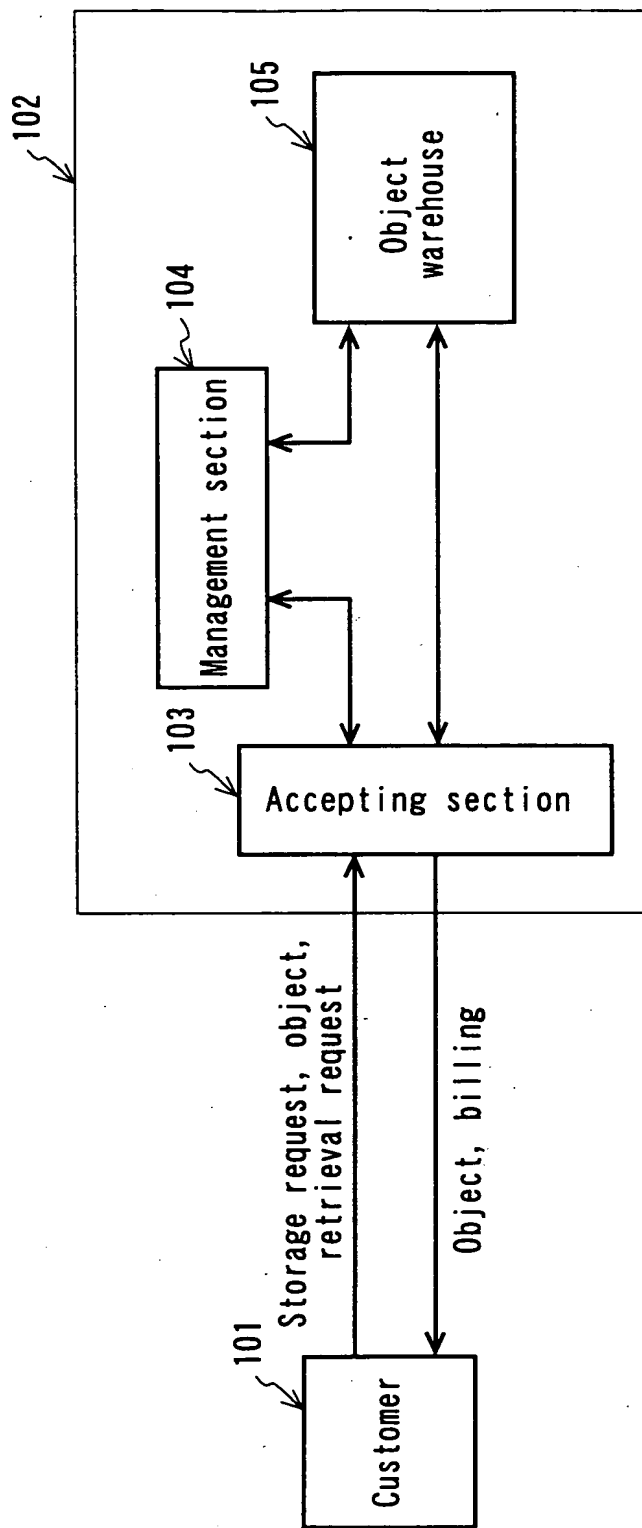 102
104
Management section
105
Object
warehouse
103
Accepting section
Storage request, object,
retrieval request
Object, billing
101
Customer